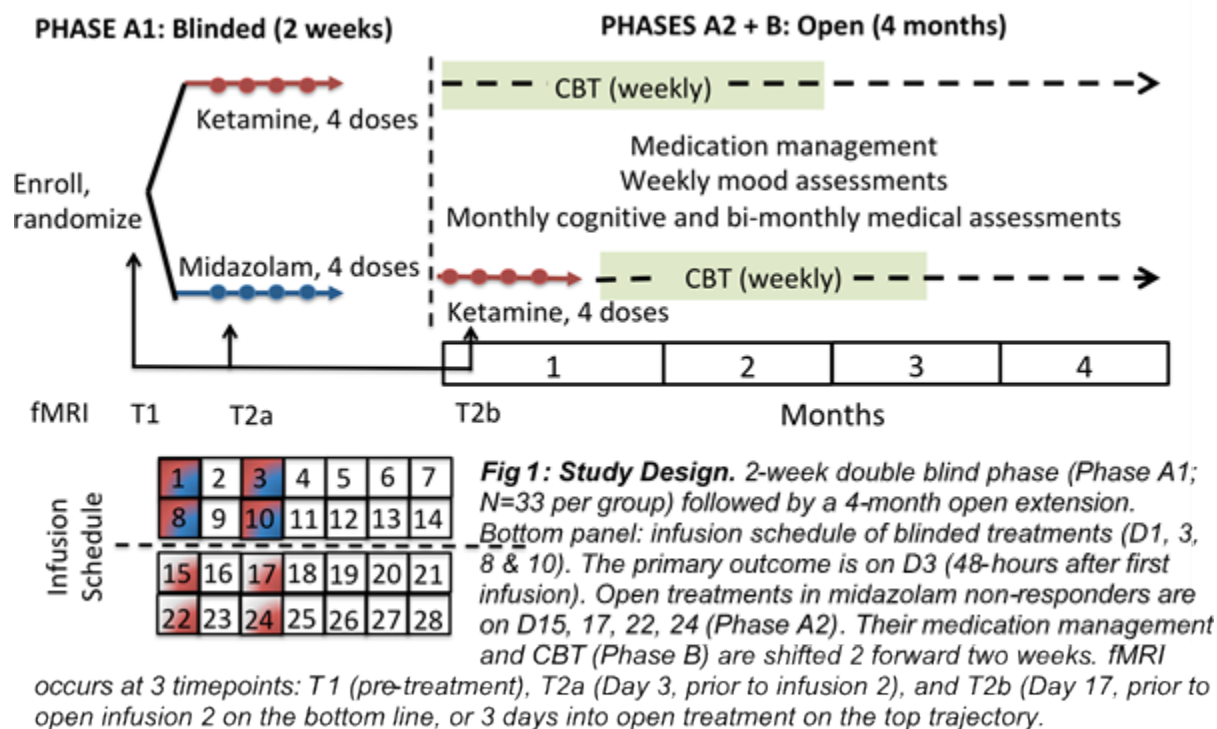 PHASE A1: Blinded (2 weeks)
PHASES A2 + B: Open (4 months)
CBT (weekly)
Ketamine, 4 doses
Medication management
Weekly mood assessments
Monthly cognitive and bi-monthly medical assessments
Enroll,
randomize
Midazolam, 4 doses
CBT (weekly)
Ketamine, 4 doses
1 2 3 4
fMRI T1 T2a T2b Months
Infusion
Schedule
1 2 3 4 5 6 7
8 9 10 11 12 13 14
15 16 17 18 19 20 21
22 23 24 25 26 27 28
Fig 1: Study Design. 2-week double blind phase (Phase A1;
N=33 per group) followed by a 4-month open extension.
Bottom panel: infusion schedule of blinded treatments (D1, 3,
8 & 10). The primary outcome is on D3 (48-hours after first
infusion). Open treatments in midazolam non-responders are
on D15, 17, 22, 24 (Phase A2). Their medication management
and CBT (Phase B) are shifted 2 forward two weeks. fMRI
occurs at 3 timepoints: T1 (pre-treatment), T2a (Day 3, prior to infusion 2), and T2b (Day 17, prior to
open infusion 2 on the bottom line, or 3 days into open treatment on the top trajectory.